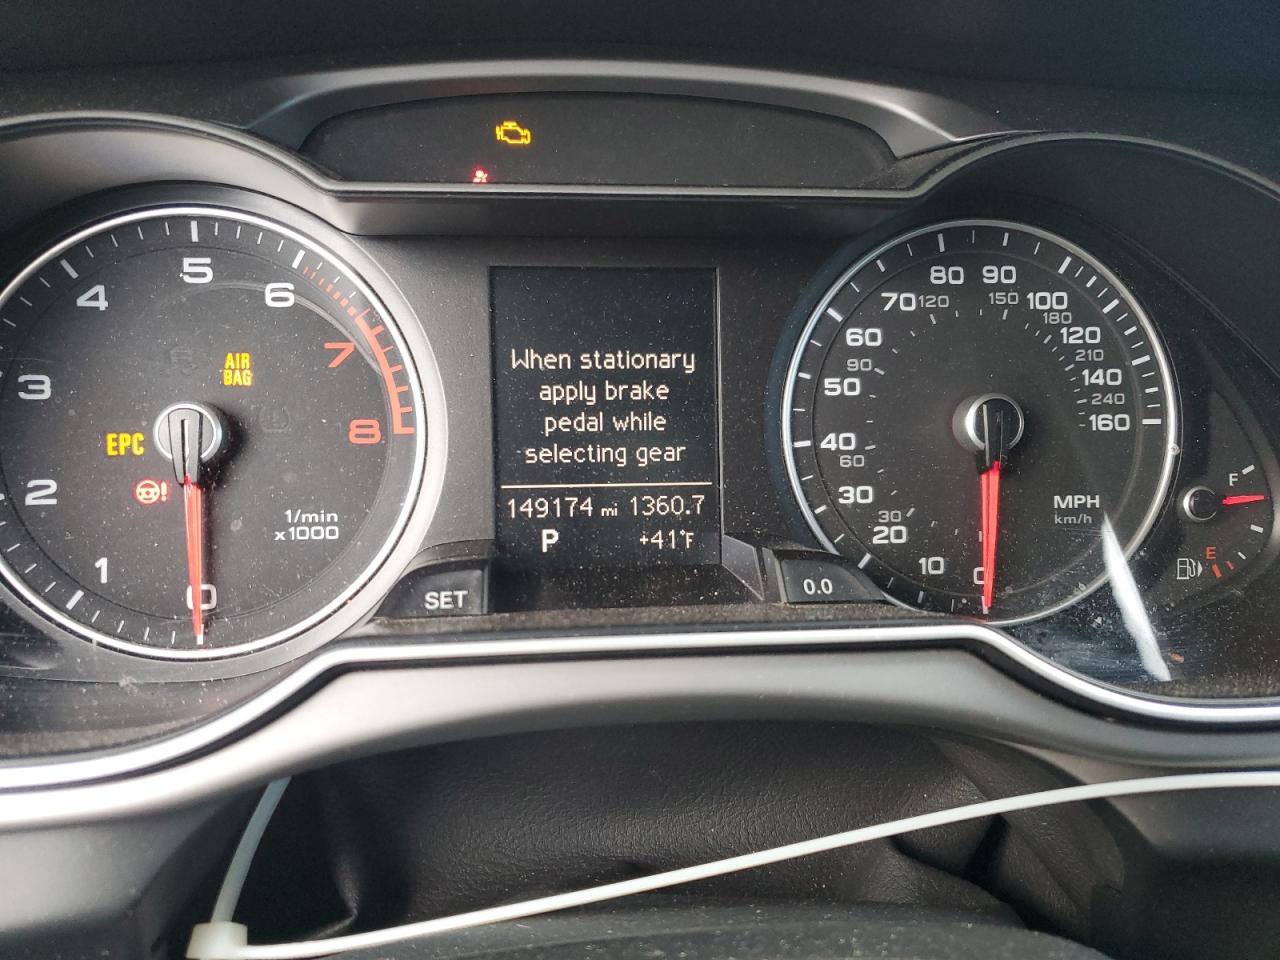 1
2
3
4
5
6
7
8
0
AIR
BAG
EPC
1/min
x1000
SET
When stationary
apply brake
pedal while
selecting gear
149174 mi 1360.7
P +41°F
0.0
0
10
20
30
30
40
60
50
60
90
70
120
80
90
150
100
180
120
210
140
240
160
MPH
km/h
F
E